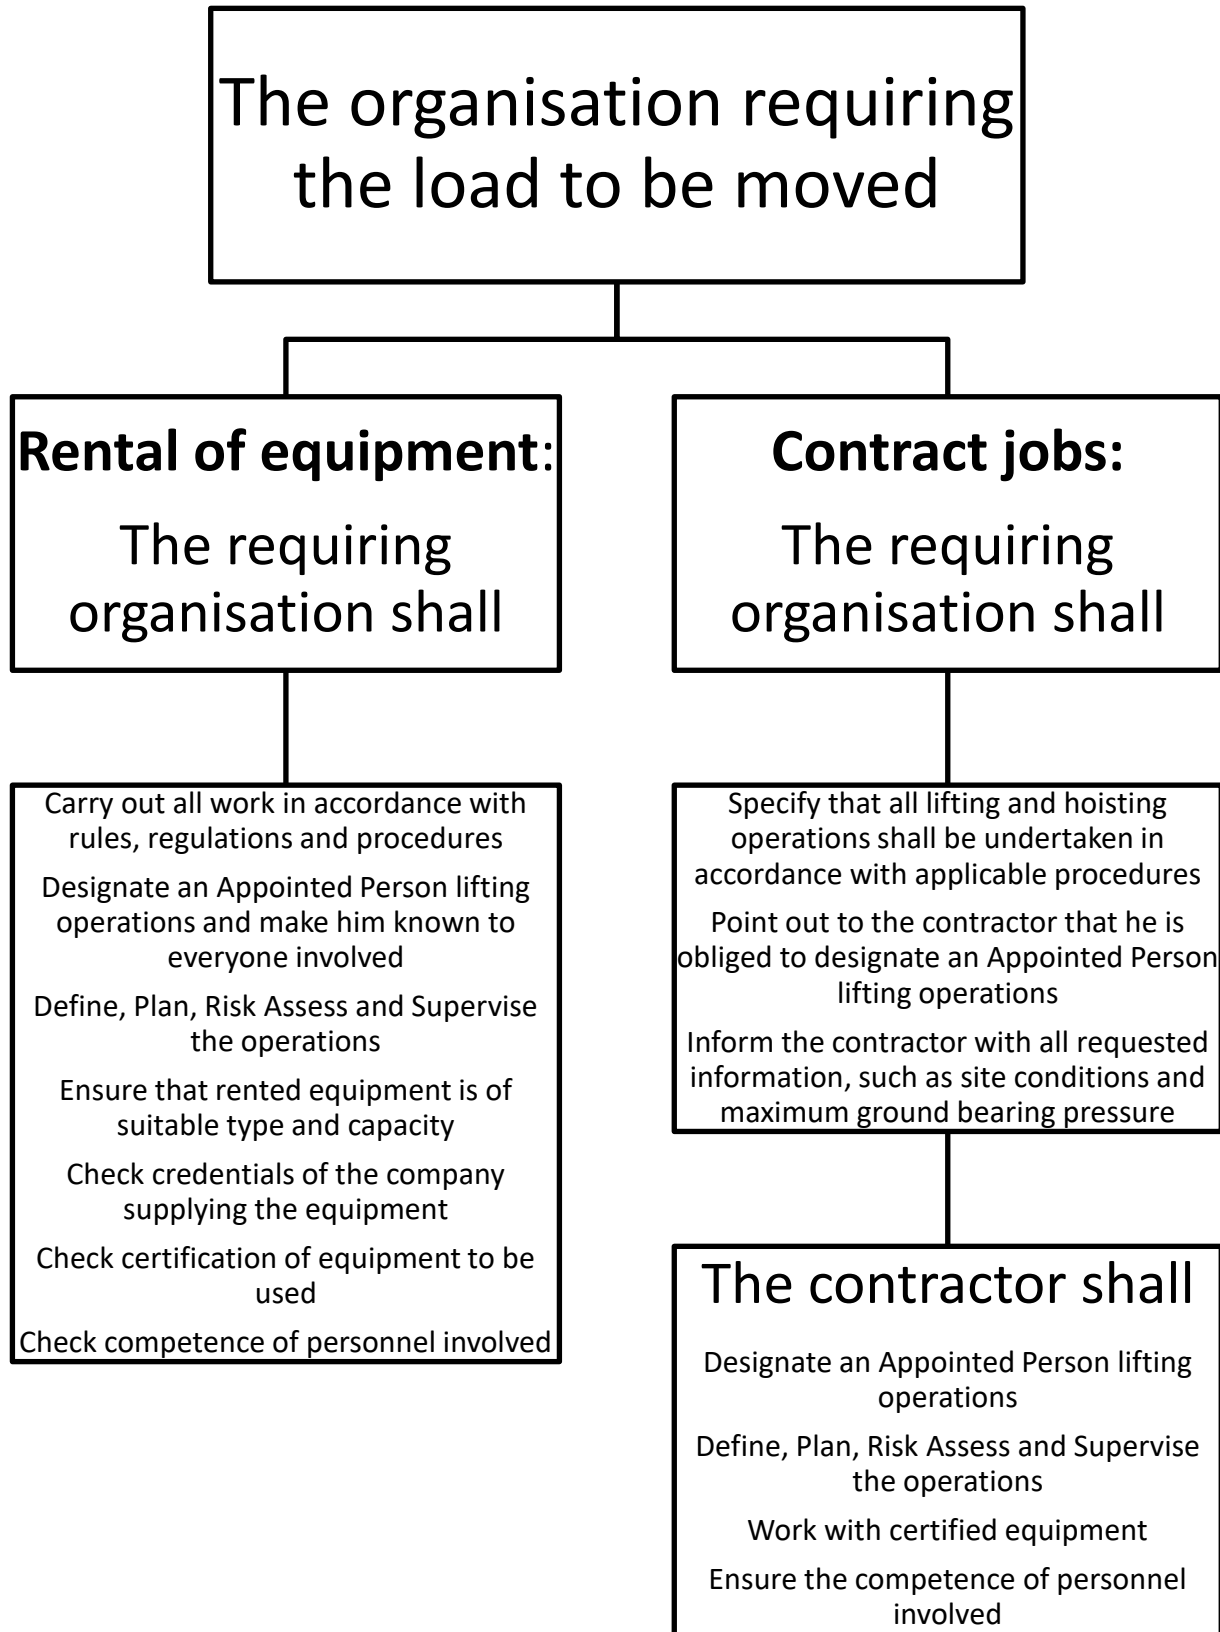 The organisation requiring
the load to be moved
Rental of equipment:
The requiring
organisation shall
Carry out all work in accordance with
rules, regulations and procedures
Designate an Appointed Person lifting
operations and make him known to
everyone involved
Define, Plan, Risk Assess and Supervise
the operations
Ensure that rented equipment is of
suitable type and capacity
Check credentials of the company
supplying the equipment
Check certification of equipment to be
used
Check competence of personnel involved
Contract jobs:
The requiring
organisation shall
Specify that all lifting and hoisting
operations shall be undertaken in
accordance with applicable procedures
Point out to the contractor that he is
obliged to designate an Appointed Person
lifting operations
Inform the contractor with all requested
information, such as site conditions and
maximum ground bearing pressure
The contractor shall
Designate an Appointed Person lifting
operations
Define, Plan, Risk Assess and Supervise
the operations
Work with certified equipment
Ensure the competence of personnel
involved